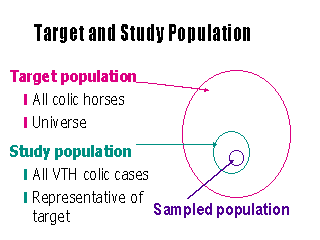 Target and Study Population
Target population
All colic horses
Universe
Study population
All VTH colic cases
Representative of
target
Sampled population